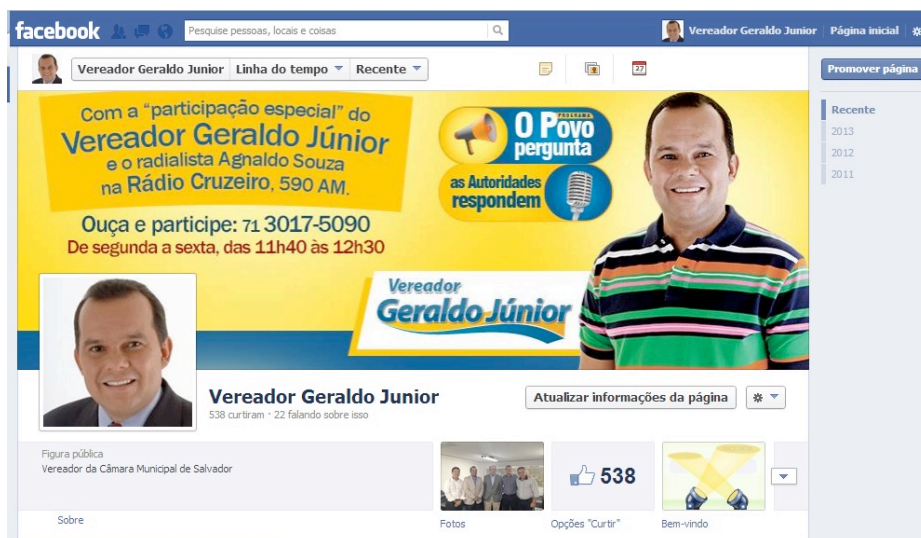 facebook
Pesquise pessoas, locais e coisas
Vereador Geraldo Junior
Página inicial
Vereador Geraldo Junior
Linha do tempo
Recente
27
Promover página
Recente
2013
2012
2011
Com a "participação especial" do
Vereador Geraldo Júnior
e o radialista Agnaldo Souza
na Rádio Cruzeiro, 590 AM.
Ouça e participe: 71 3017-5090
De segunda a sexta, das 11h40 às 12h30
PROGRAMA
O Povo
pergunta
as Autoridades
respondem
Vereador
Geraldo Júnior
Vereador Geraldo Junior
538 curtiram · 22 falando sobre isso
Atualizar informações da página
Figura pública
Vereador da Câmara Municipal de Salvador
Sobre
538
Fotos
Opções "Curtir"
Bem-vindo